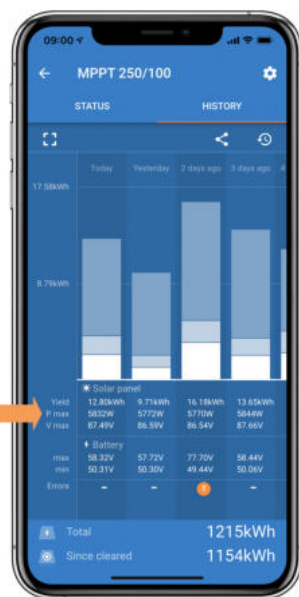 09:00
MPPT 250/100
STATUS HISTORY
Today Yesterday 2 days ago 3 days ago 4
17.58kWh
8.79kWh
Solar panel
Yield 12.80kWh 9.71kWh 16.18kWh 13.65kWh
P max 5832W 5772W 5770W 5844W
V max 87.49V 86.59V 86.54V 87.66V
Battery
max 58.32V 57.72V 77.70V 58.44V
min 50.31V 50.30V 49.44V 50.06V
Errors - - 1 -
Total 1215kWh
Since cleared 1154kWh